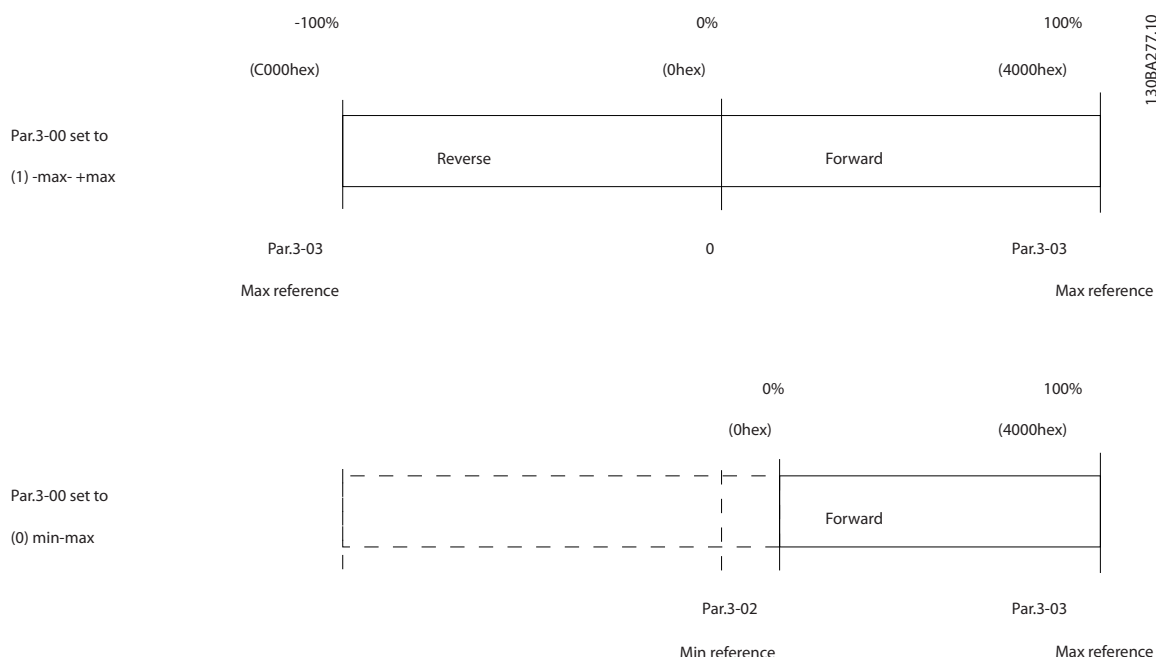 -100% 0% 100%
(C000hex) (0hex) (4000hex)
130BA277.10
Par.3-00 set to
(1) -max- +max
Reverse Forward
Par.3-03 0 Par.3-03
Max reference Max reference
0% 100%
(0hex) (4000hex)
Par.3-00 set to
(0) min-max
Forward
Par.3-02 Par.3-03
Min reference Max reference